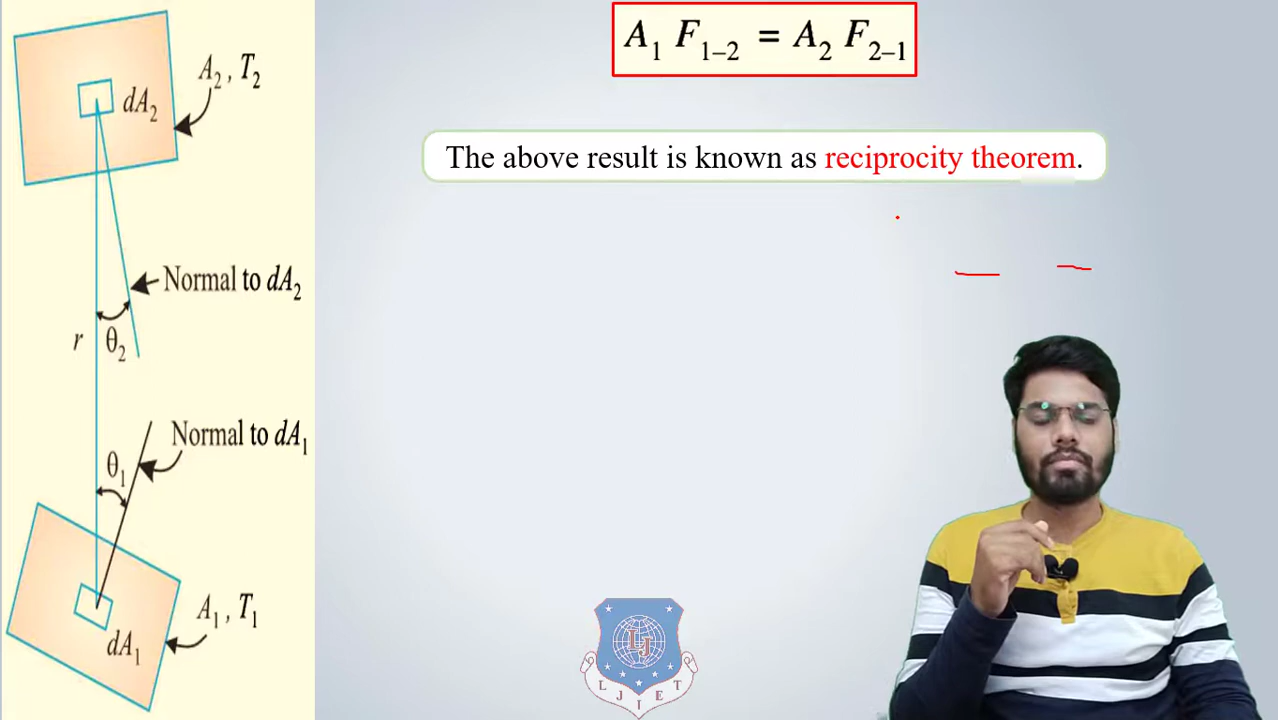 A₁ F₁₋₂ = A₂ F₂₋₁
The above result is known as reciprocity theorem.
A₂ , T₂
dA₂
Normal to dA₂
r
θ₂
Normal to dA₁
θ₁
A₁ , T₁
dA₁
LJ
L J I E T